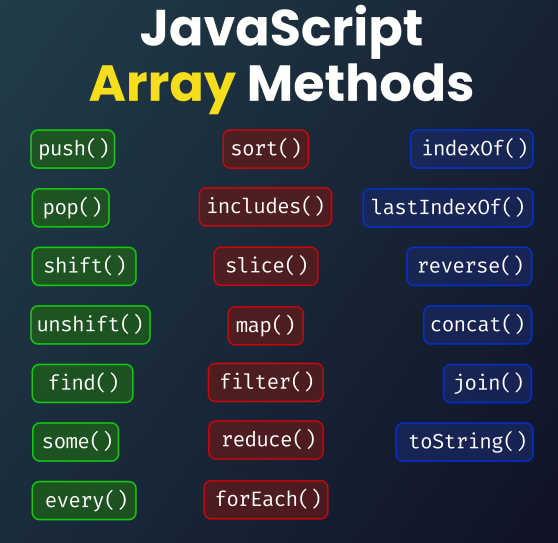 JavaScript
Array Methods
push()
sort()
indexOf()
pop()
includes()
lastIndexOf()
shift()
slice()
reverse()
unshift()
map()
concat()
find()
filter()
join()
some()
reduce()
toString()
every()
forEach()